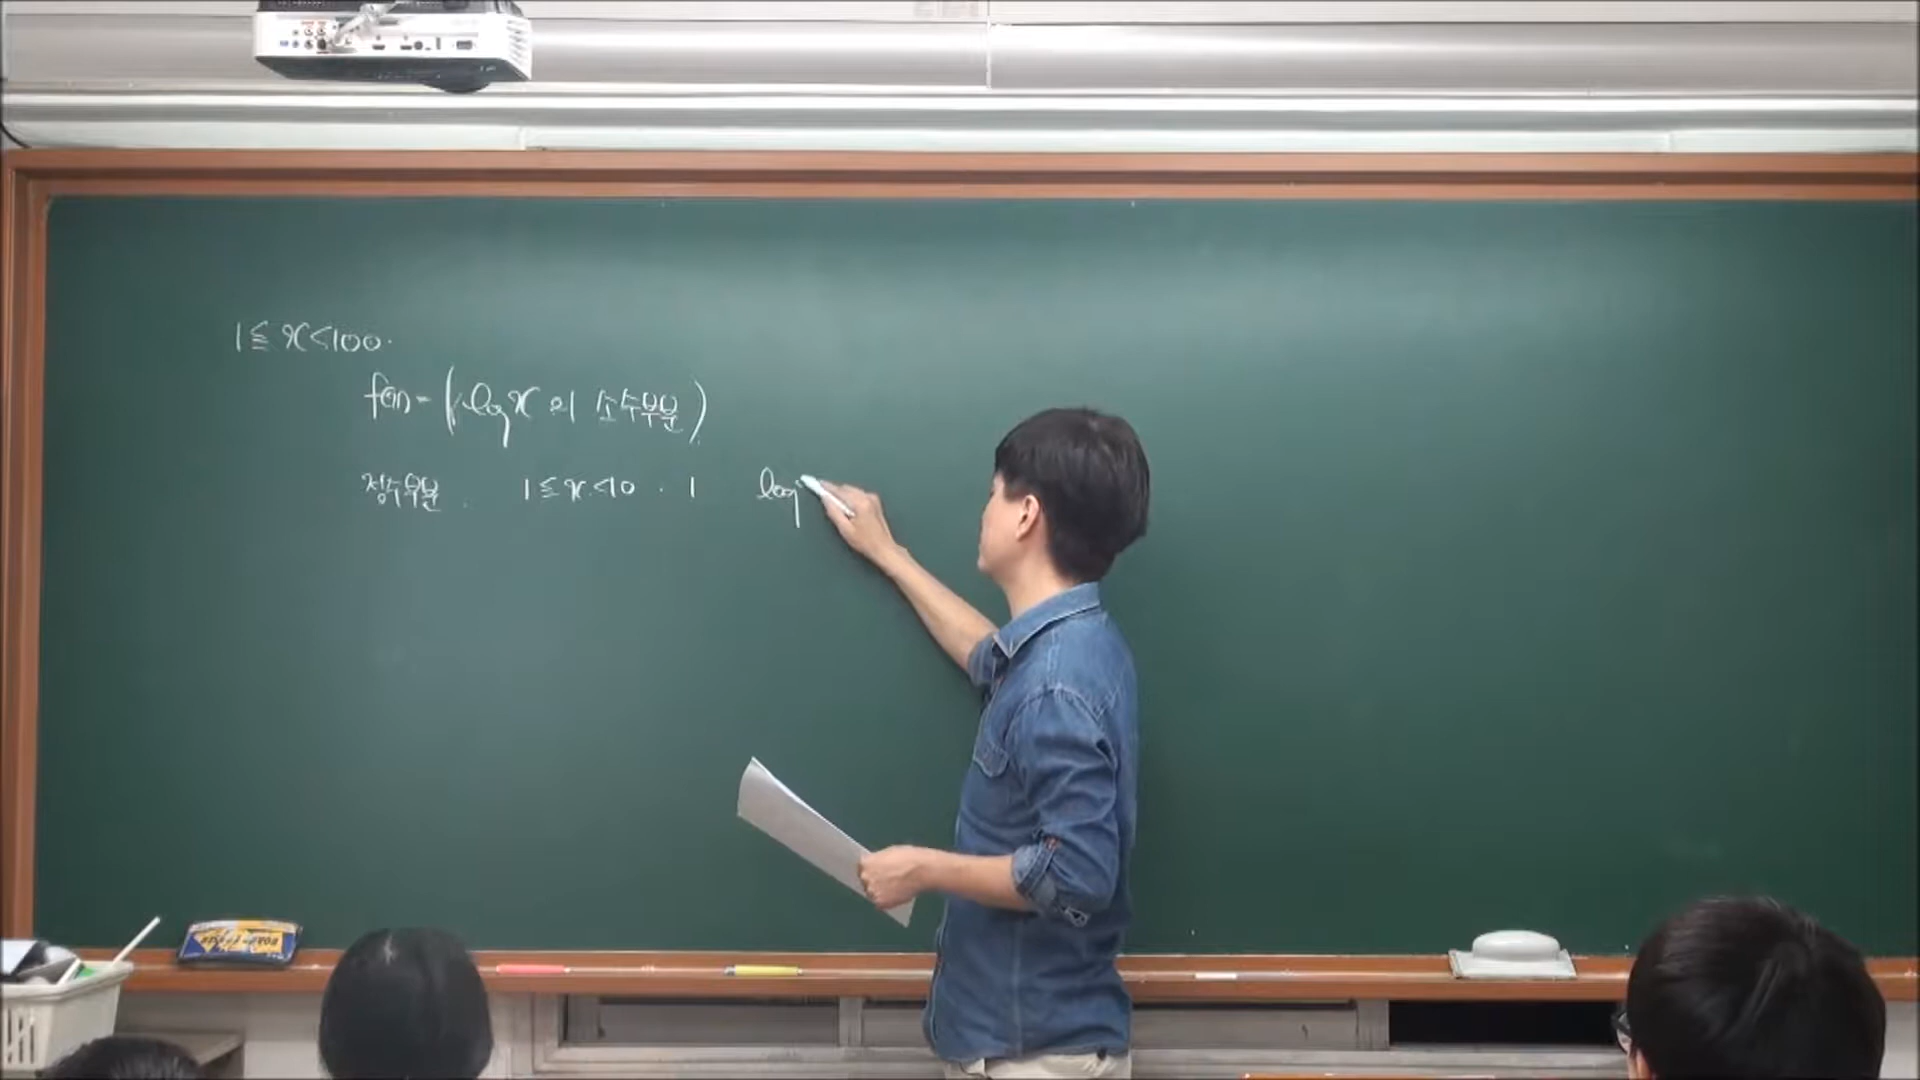 1 ≦ x < 100.
f(x) = (log x 의 소수부분)
정수부분. 1 ≦ x < 10 . 1 log